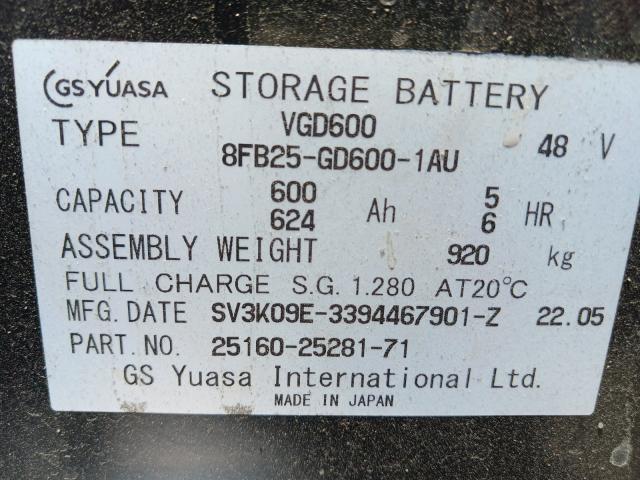 GS YUASA STORAGE BATTERY
TYPE VGD600 48 V
8FB25-GD600-1AU
CAPACITY 600 Ah 5 HR
624 6
ASSEMBLY WEIGHT 920 kg
FULL CHARGE S.G. 1.280 AT20°C
MFG. DATE SV3K09E-3394467901-Z 22.05
PART. NO. 25160-25281-71
GS Yuasa International Ltd.
MADE IN JAPAN